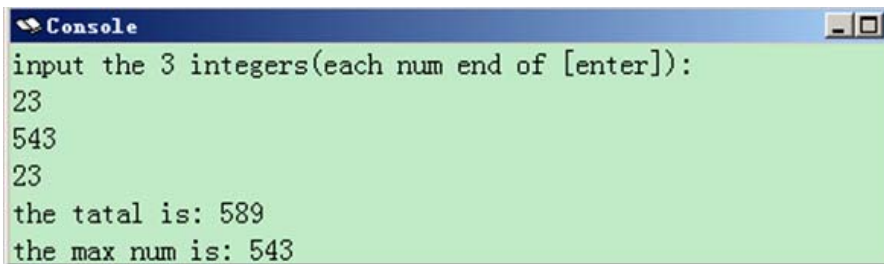 Console
input the 3 integers(each num end of [enter]):
23
543
23
the tatal is: 589
the max num is: 543